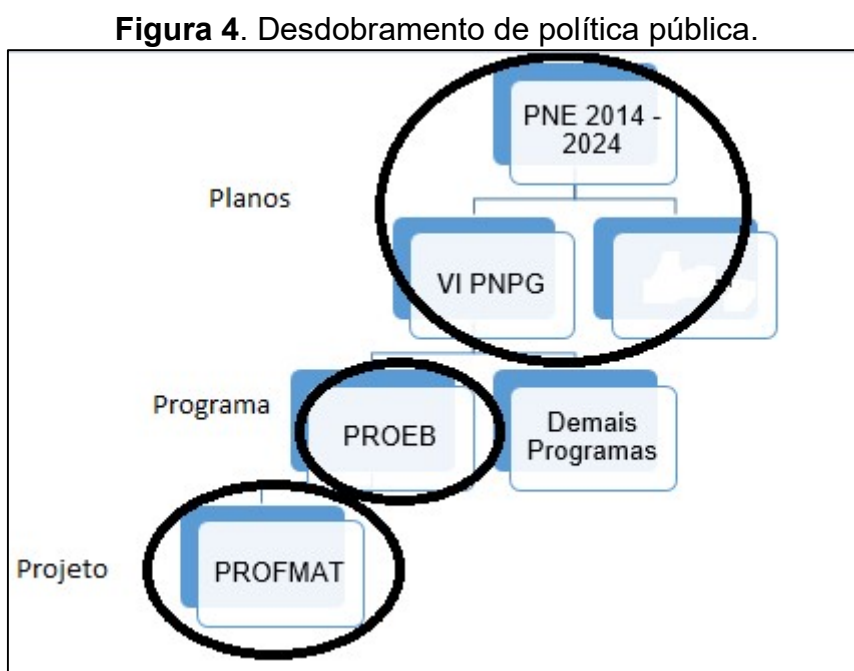 Figura 4. Desdobramento de política pública.
PNE 2014 -
2024
Planos
VI PNPG
Programa
PROEB
Demais
Programas
Projeto
PROFMAT